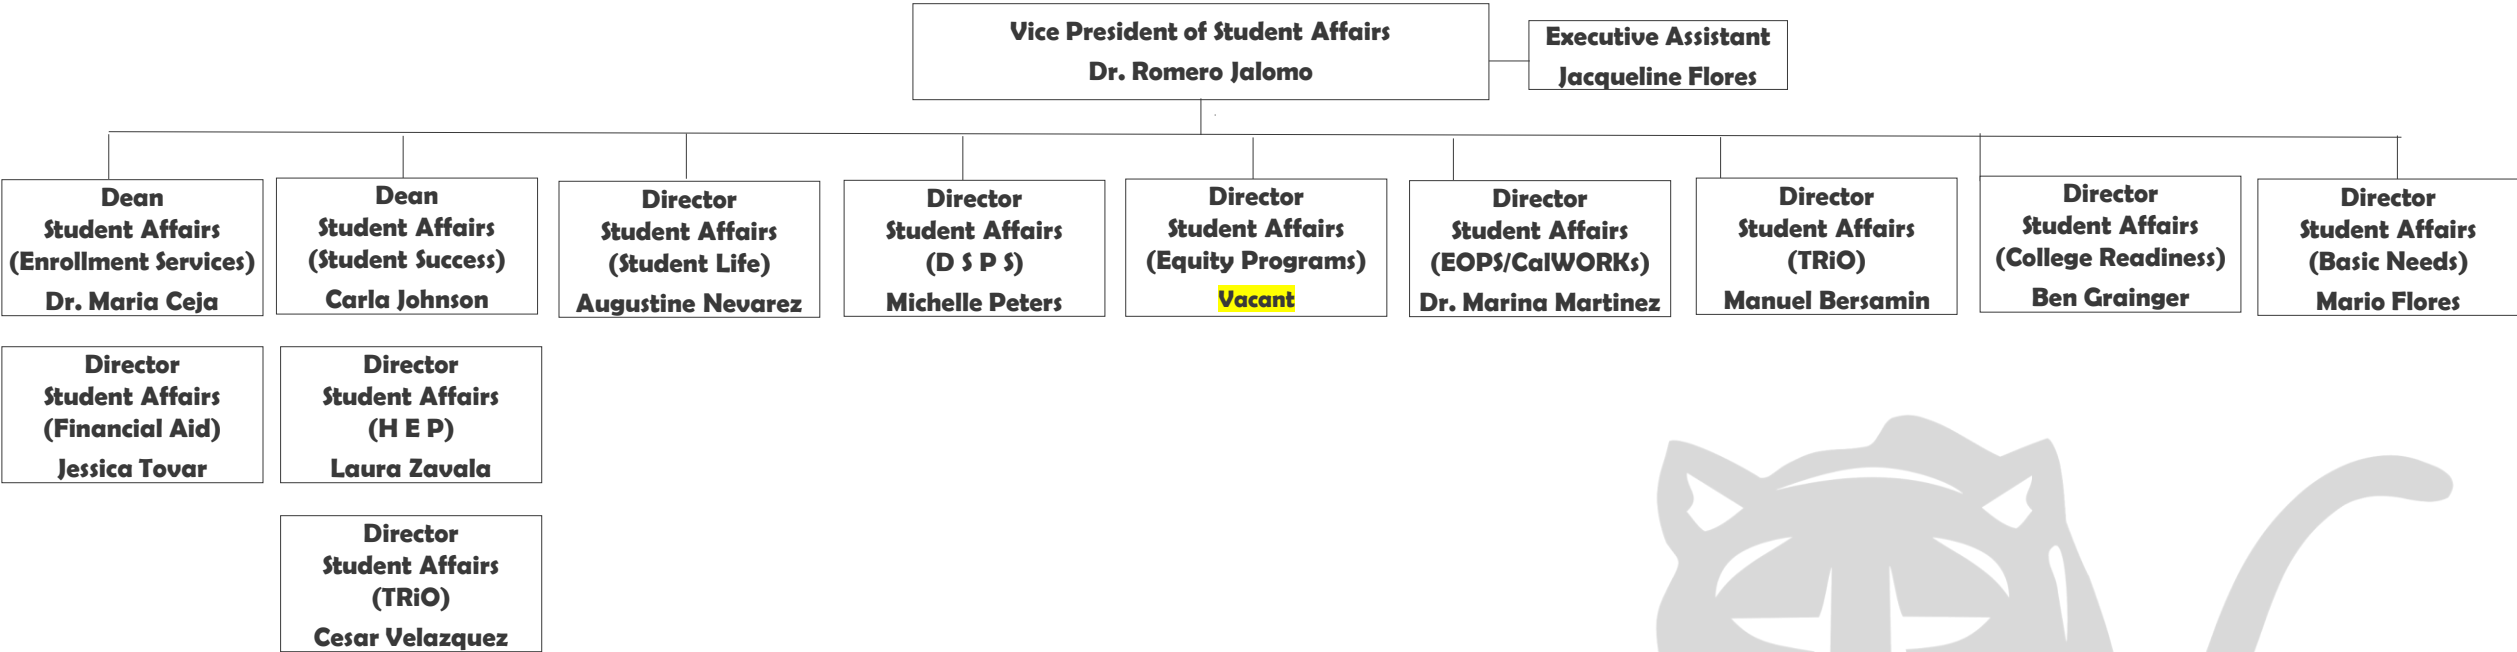 Vice President of Student Affairs
Dr. Romero Jalomo
Executive Assistant
Jacqueline Flores
Dean
Student Affairs
(Enrollment Services)
Dr. Maria Ceja
Dean
Student Affairs
(Student Success)
Carla Johnson
Director
Student Affairs
(Student Life)
Augustine Nevarez
Director
Student Affairs
(D S P S)
Michelle Peters
Director
Student Affairs
(Equity Programs)
Vacant
Director
Student Affairs
(EOPS/CalWORKs)
Dr. Marina Martinez
Director
Student Affairs
(TRiO)
Manuel Bersamin
Director
Student Affairs
(College Readiness)
Ben Grainger
Director
Student Affairs
(Basic Needs)
Mario Flores
Director
Student Affairs
(Financial Aid)
Jessica Tovar
Director
Student Affairs
(H E P)
Laura Zavala
Director
Student Affairs
(TRiO)
Cesar Velazquez